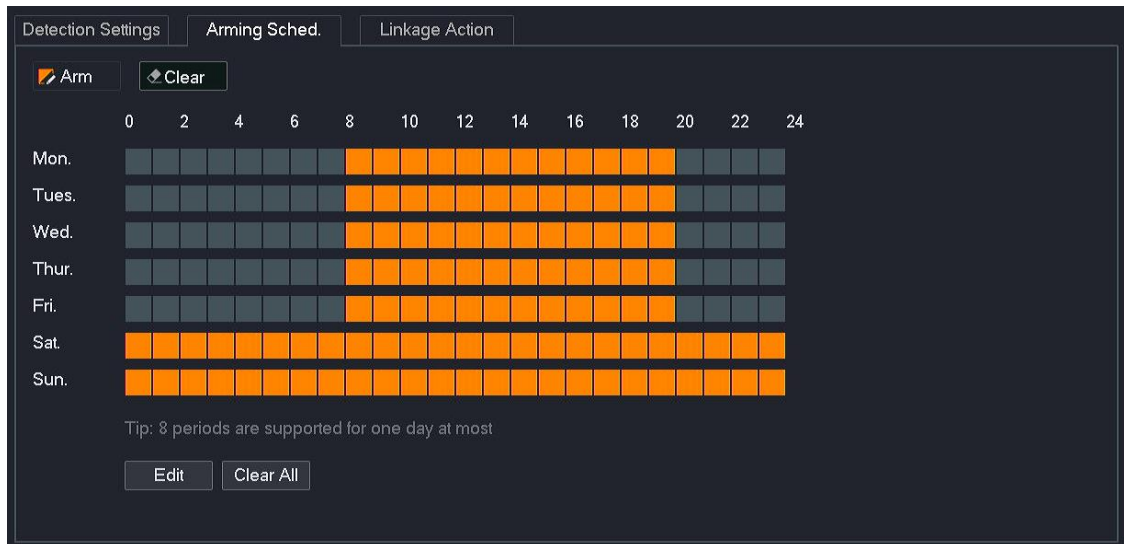 Detection Settings Arming Sched. Linkage Action
Arm Clear
0 2 4 6 8 10 12 14 16 18 20 22 24
Mon.
Tues.
Wed.
Thur.
Fri.
Sat.
Sun.
Tip: 8 periods are supported for one day at most
Edit Clear All